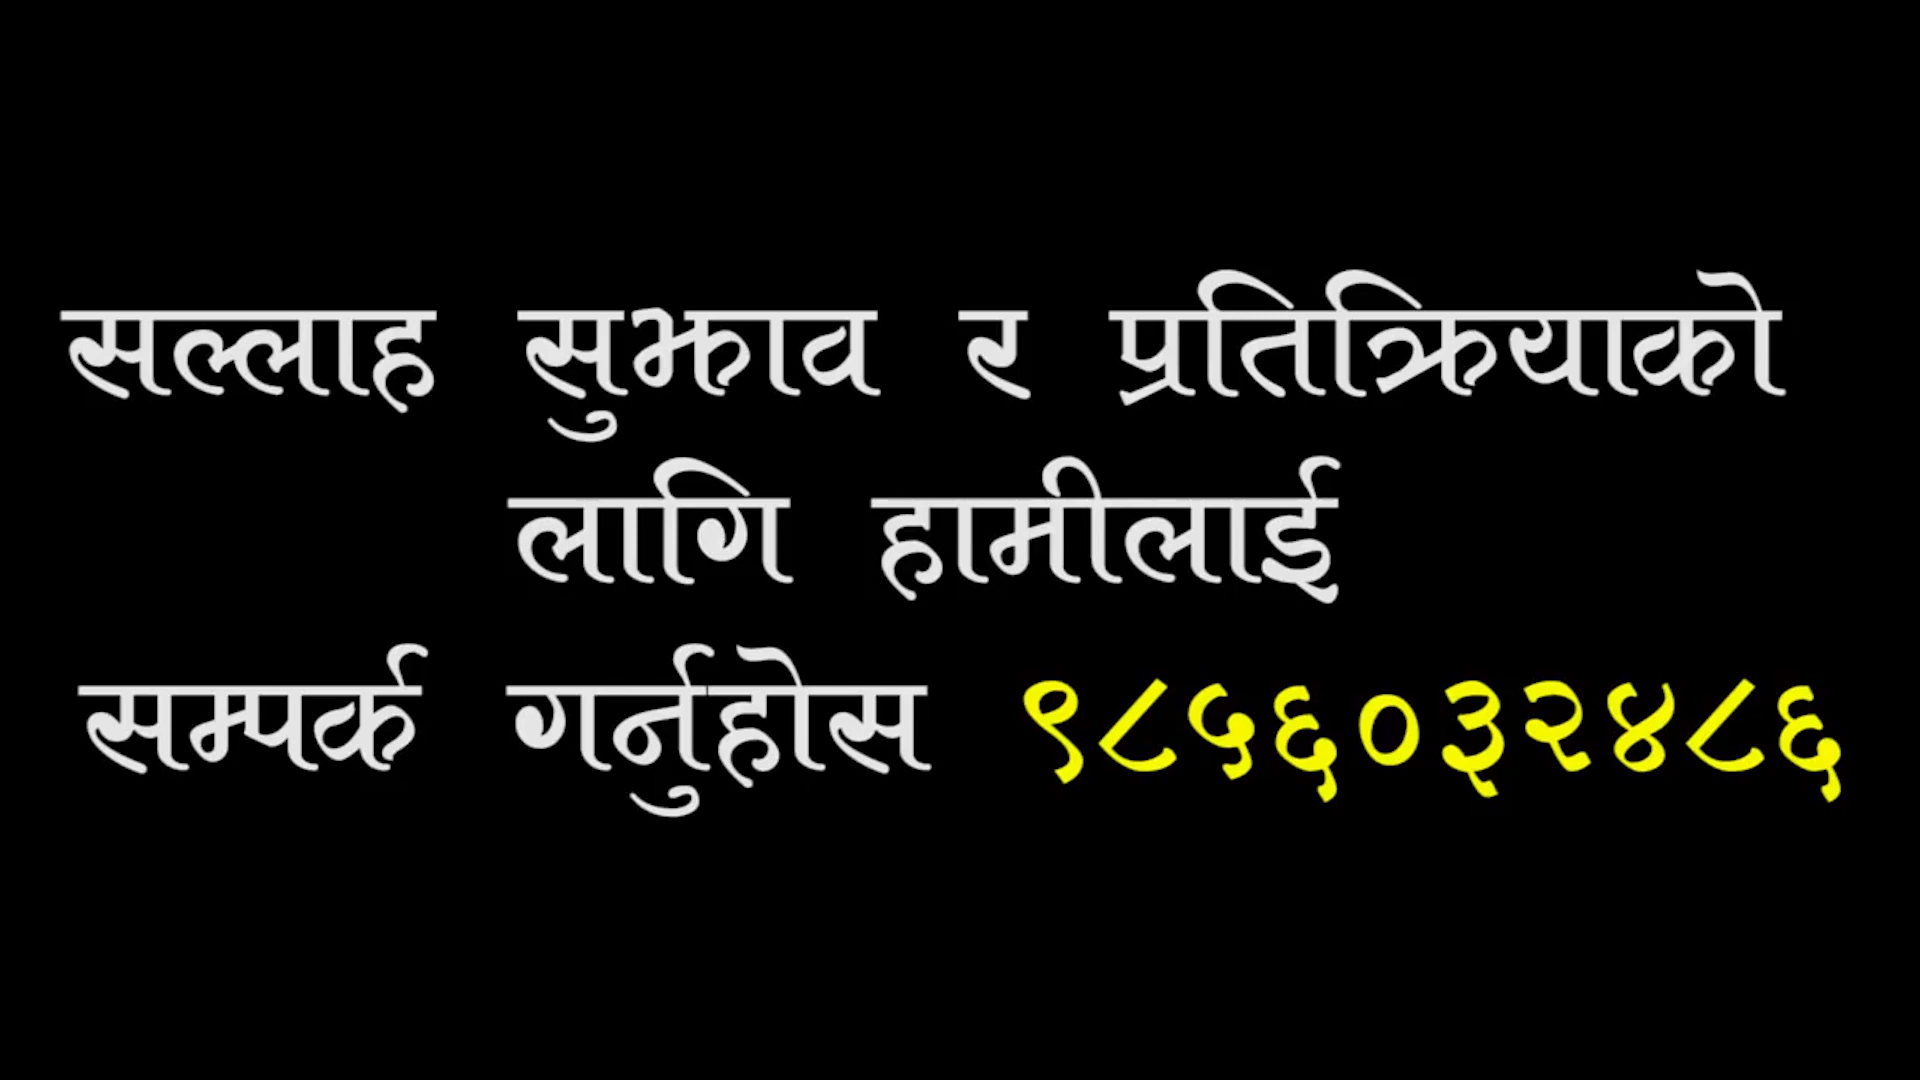 सल्लाह सुझाव र प्रतिक्रियाको
लागि हामीलाई
सम्पर्क गर्नुहोस ९८५६०३२४८६